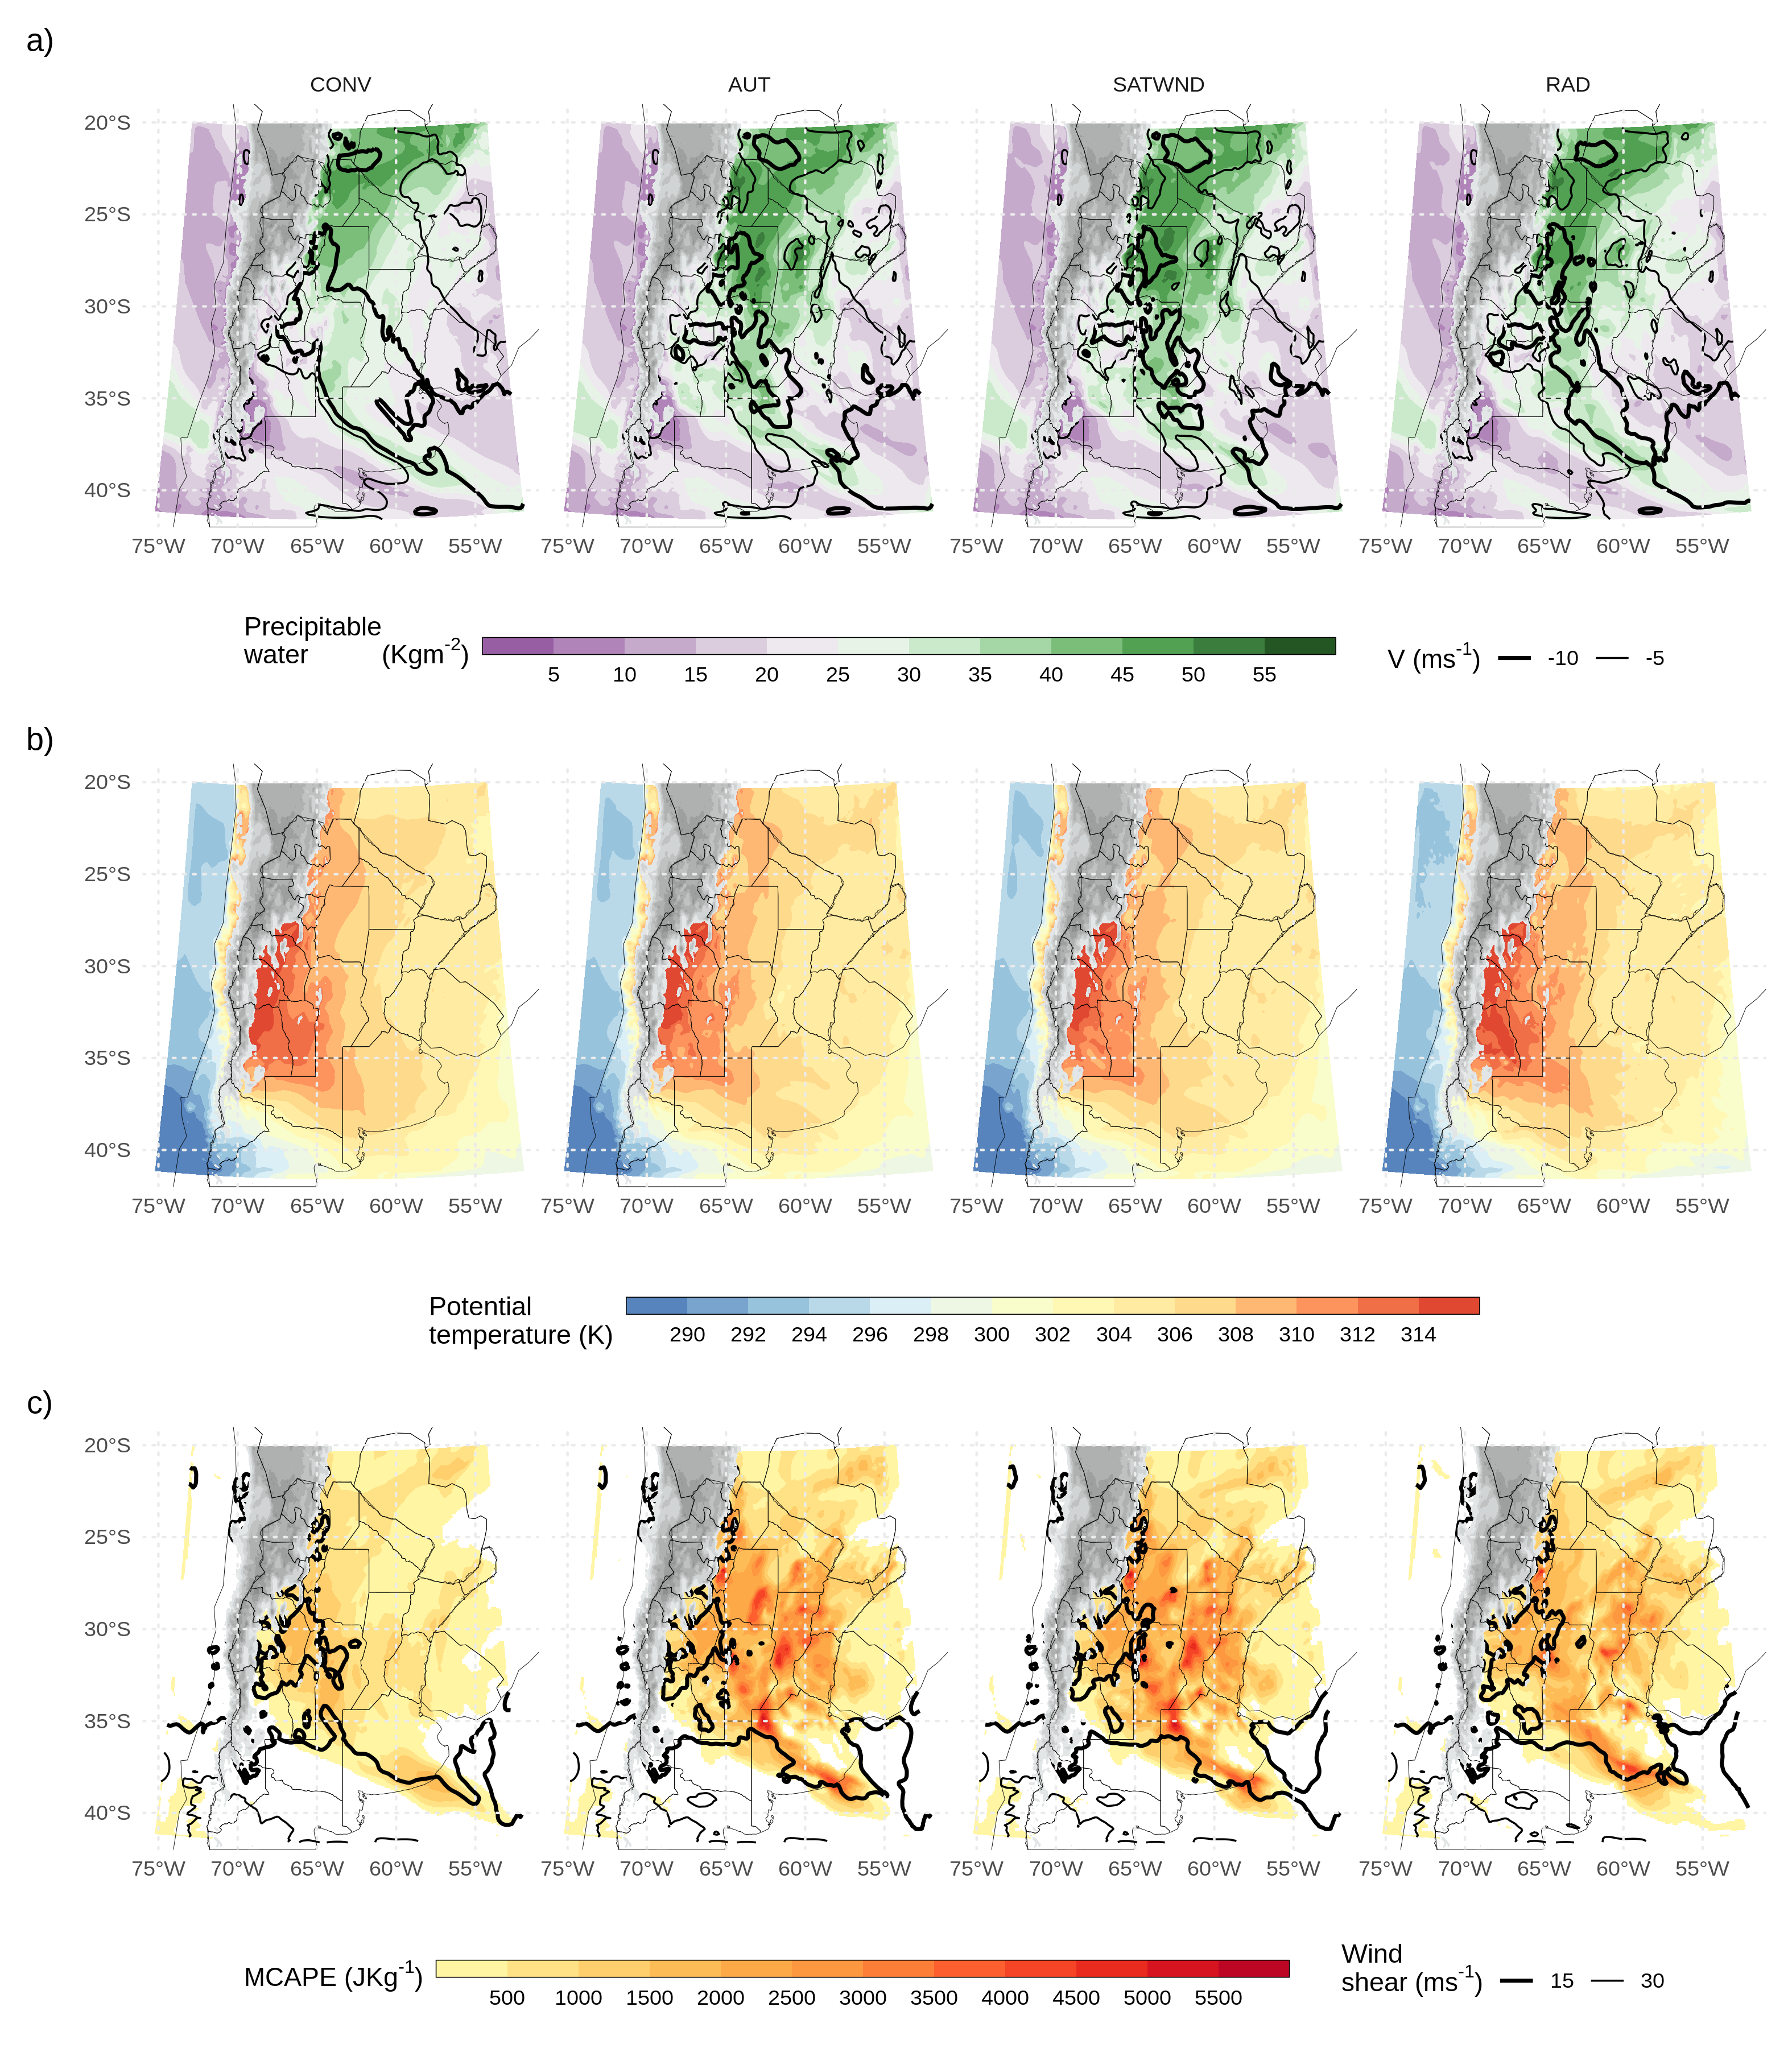 a)
CONV AUT SATWND RAD
20°S
25°S
30°S
35°S
40°S
75°W 70°W 65°W 60°W 55°W 75°W 70°W 65°W 60°W 55°W 75°W 70°W 65°W 60°W 55°W 75°W 70°W 65°W 60°W 55°W
Precipitable
water (Kgm-2) V (ms-1) -10 -5
5 10 15 20 25 30 35 40 45 50 55
b)
20°S
25°S
30°S
35°S
40°S
75°W 70°W 65°W 60°W 55°W 75°W 70°W 65°W 60°W 55°W 75°W 70°W 65°W 60°W 55°W 75°W 70°W 65°W 60°W 55°W
Potential
temperature (K)
290 292 294 296 298 300 302 304 306 308 310 312 314
c)
20°S
25°S
30°S
35°S
40°S
75°W 70°W 65°W 60°W 55°W 75°W 70°W 65°W 60°W 55°W 75°W 70°W 65°W 60°W 55°W 75°W 70°W 65°W 60°W 55°W
MCAPE (JKg-1)
500 1000 1500 2000 2500 3000 3500 4000 4500 5000 5500
Wind
shear (ms-1) 15 30